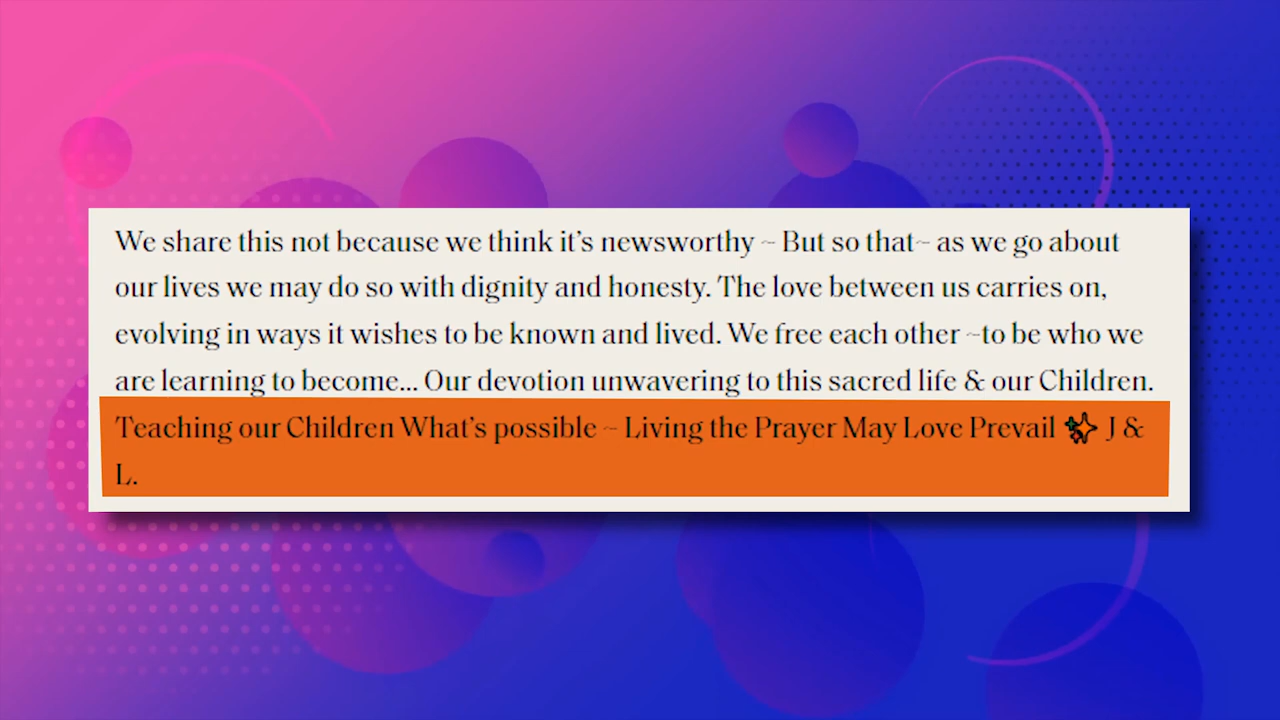 We share this not because we think it’s newsworthy ~ But so that~ as we go about
our lives we may do so with dignity and honesty. The love between us carries on,
evolving in ways it wishes to be known and lived. We free each other ~to be who we
are learning to become... Our devotion unwavering to this sacred life & our Children.
Teaching our Children What’s possible ~ Living the Prayer May Love Prevail ✨ J &
L.